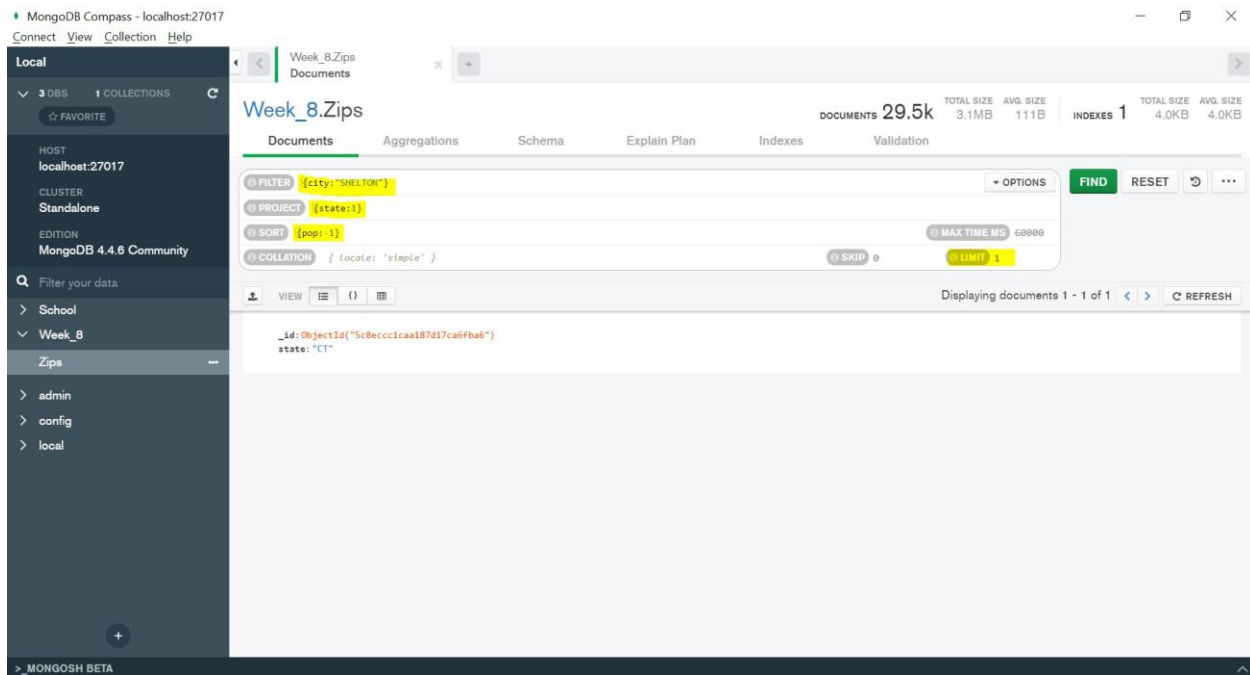 MongoDB Compass - localhost:27017
Connect View Collection Help
Local
3 DBS 1 COLLECTIONS
☆ FAVORITE
HOST
localhost:27017
CLUSTER
Standalone
EDITION
MongoDB 4.4.6 Community
Filter your data
School
Week_8
Zips
admin
config
local
>_MONGOSH BETA
Week_8.Zips
Documents
Week_8.Zips
DOCUMENTS 29.5k TOTAL SIZE 3.1MB AVG. SIZE 111B INDEXES 1 TOTAL SIZE 4.0KB AVG. SIZE 4.0KB
Documents Aggregations Schema Explain Plan Indexes Validation
FILTER {city:"SHELTON"} OPTIONS FIND RESET
PROJECT {state:1}
SORT {pop:-1} MAX TIME MS 60000
COLLATION { locale: 'simple' } SKIP 0 LIMIT 1
VIEW {} Displaying documents 1 - 1 of 1 < > REFRESH
_id:ObjectId("5c8eccc1caa187d17ca6fba6")
state:"CT"